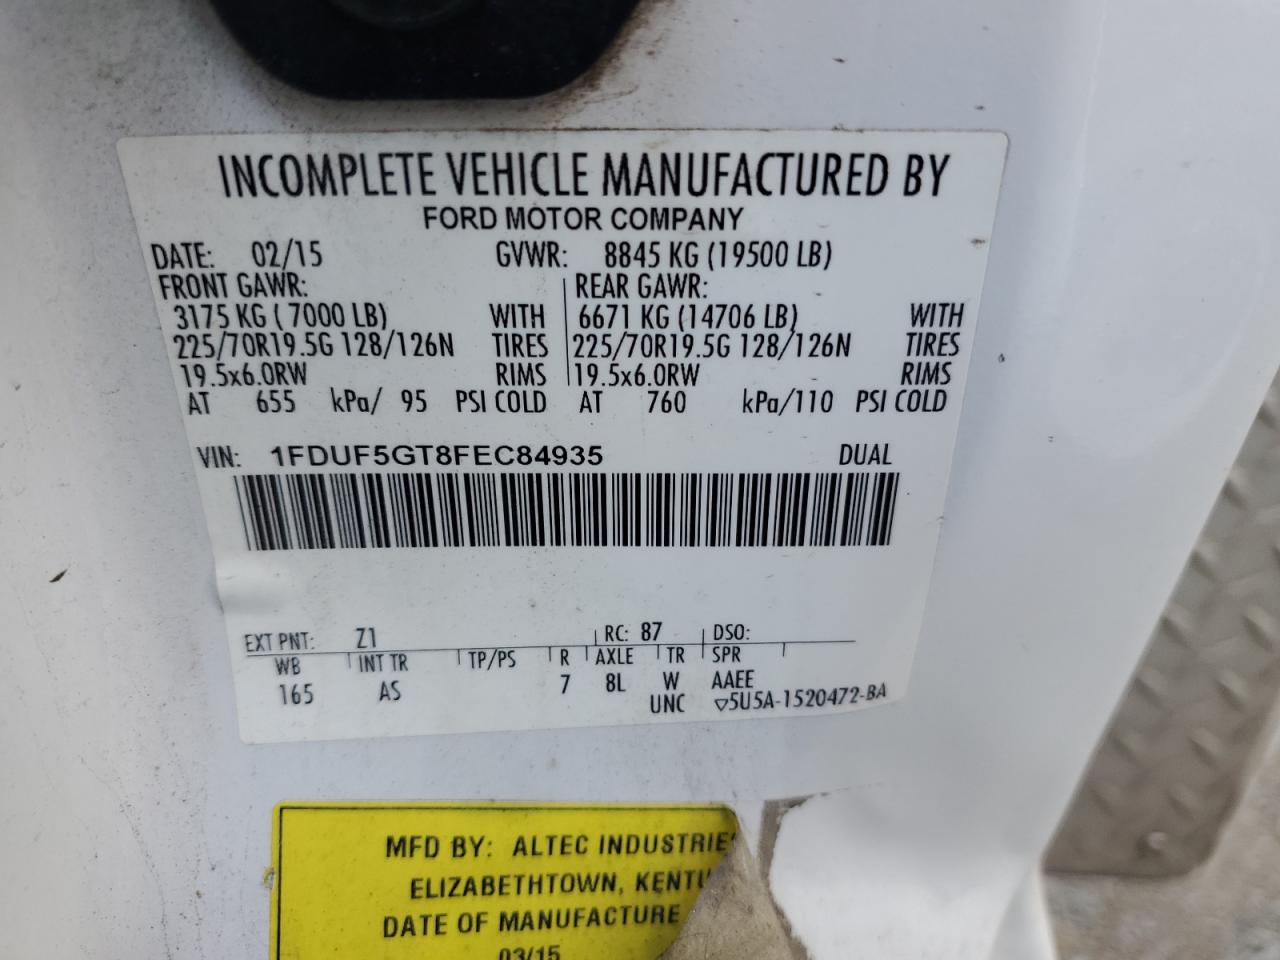 INCOMPLETE VEHICLE MANUFACTURED BY
FORD MOTOR COMPANY
DATE: 02/15 GVWR: 8845 KG (19500 LB)
FRONT GAWR: REAR GAWR:
3175 KG ( 7000 LB) WITH 6671 KG (14706 LB) WITH
225/70R19.5G 128/126N TIRES 225/70R19.5G 128/126N TIRES
19.5x6.0RW RIMS 19.5x6.0RW RIMS
AT 655 kPa/ 95 PSI COLD AT 760 kPa/110 PSI COLD
VIN: 1FDUF5GT8FEC84935 DUAL
EXT PNT: Z1 RC: 87 DSO:
WB INT TR TP/PS R AXLE TR SPR
165 AS 7 8L W AAEE
UNC ▽5U5A-1520472-BA
MFD BY: ALTEC INDUSTRIES
ELIZABETHTOWN, KENTU
DATE OF MANUFACTURE
03/15